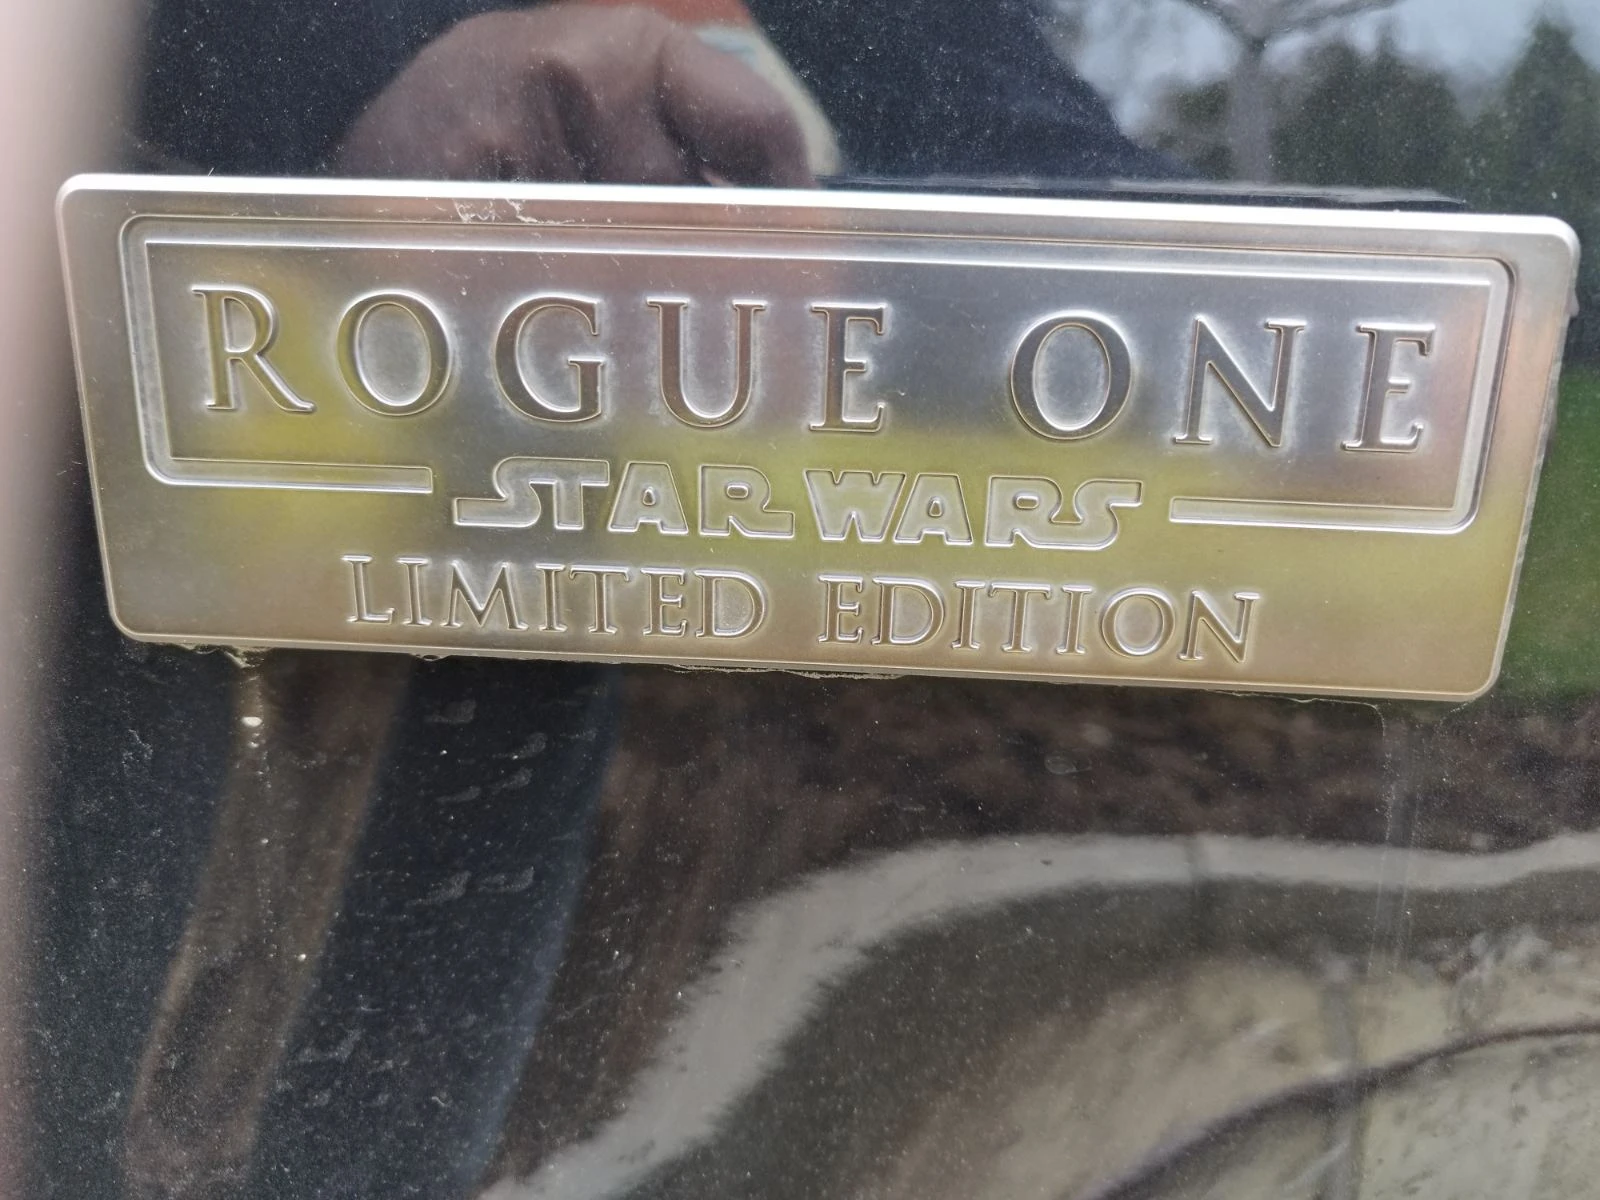 ROGUE ONE
STAR WARS
LIMITED EDITION